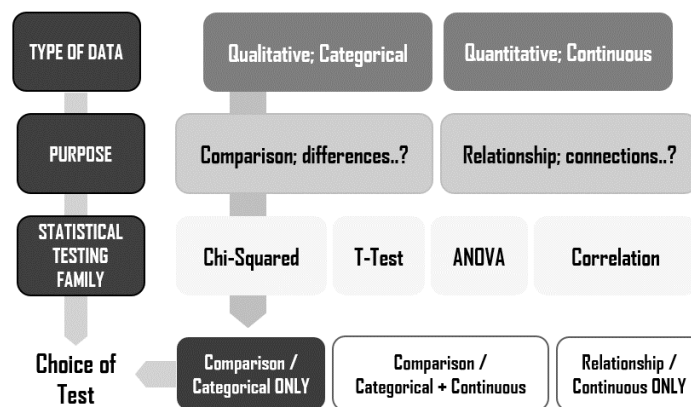 TYPE OF DATA
Qualitative; Categorical
Quantitative; Continuous
PURPOSE
Comparison; differences..?
Relationship; connections..?
STATISTICAL
TESTING
FAMILY
Chi-Squared
T-Test
ANOVA
Correlation
Choice of
Test
Comparison /
Categorical ONLY
Comparison /
Categorical + Continuous
Relationship /
Continuous ONLY